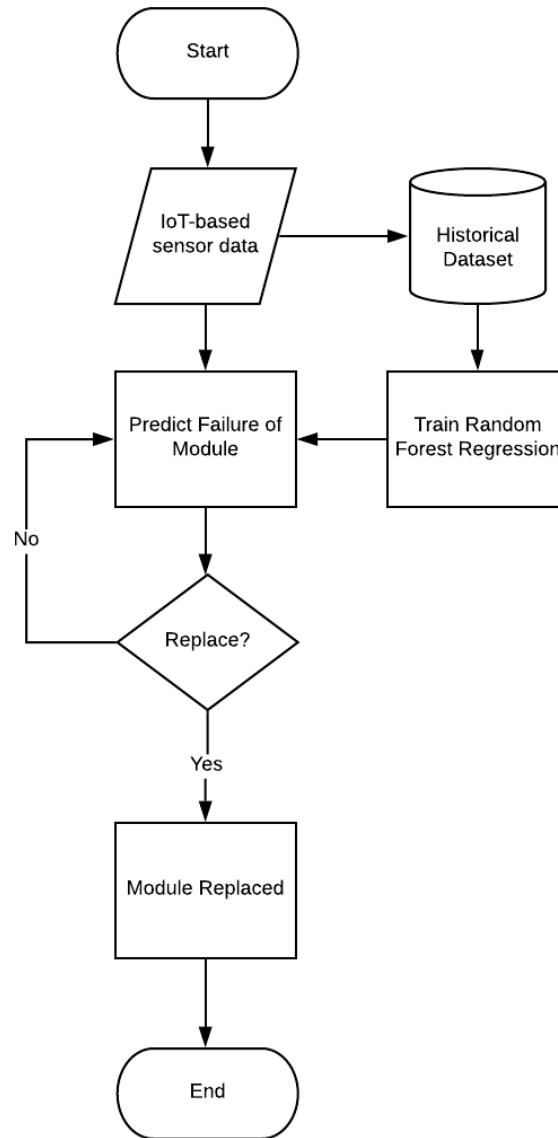 Start
IoT-based
sensor data
Historical
Dataset
Predict Failure of
Module
Train Random
Forest Regression
No
Replace?
Yes
Module Replaced
End